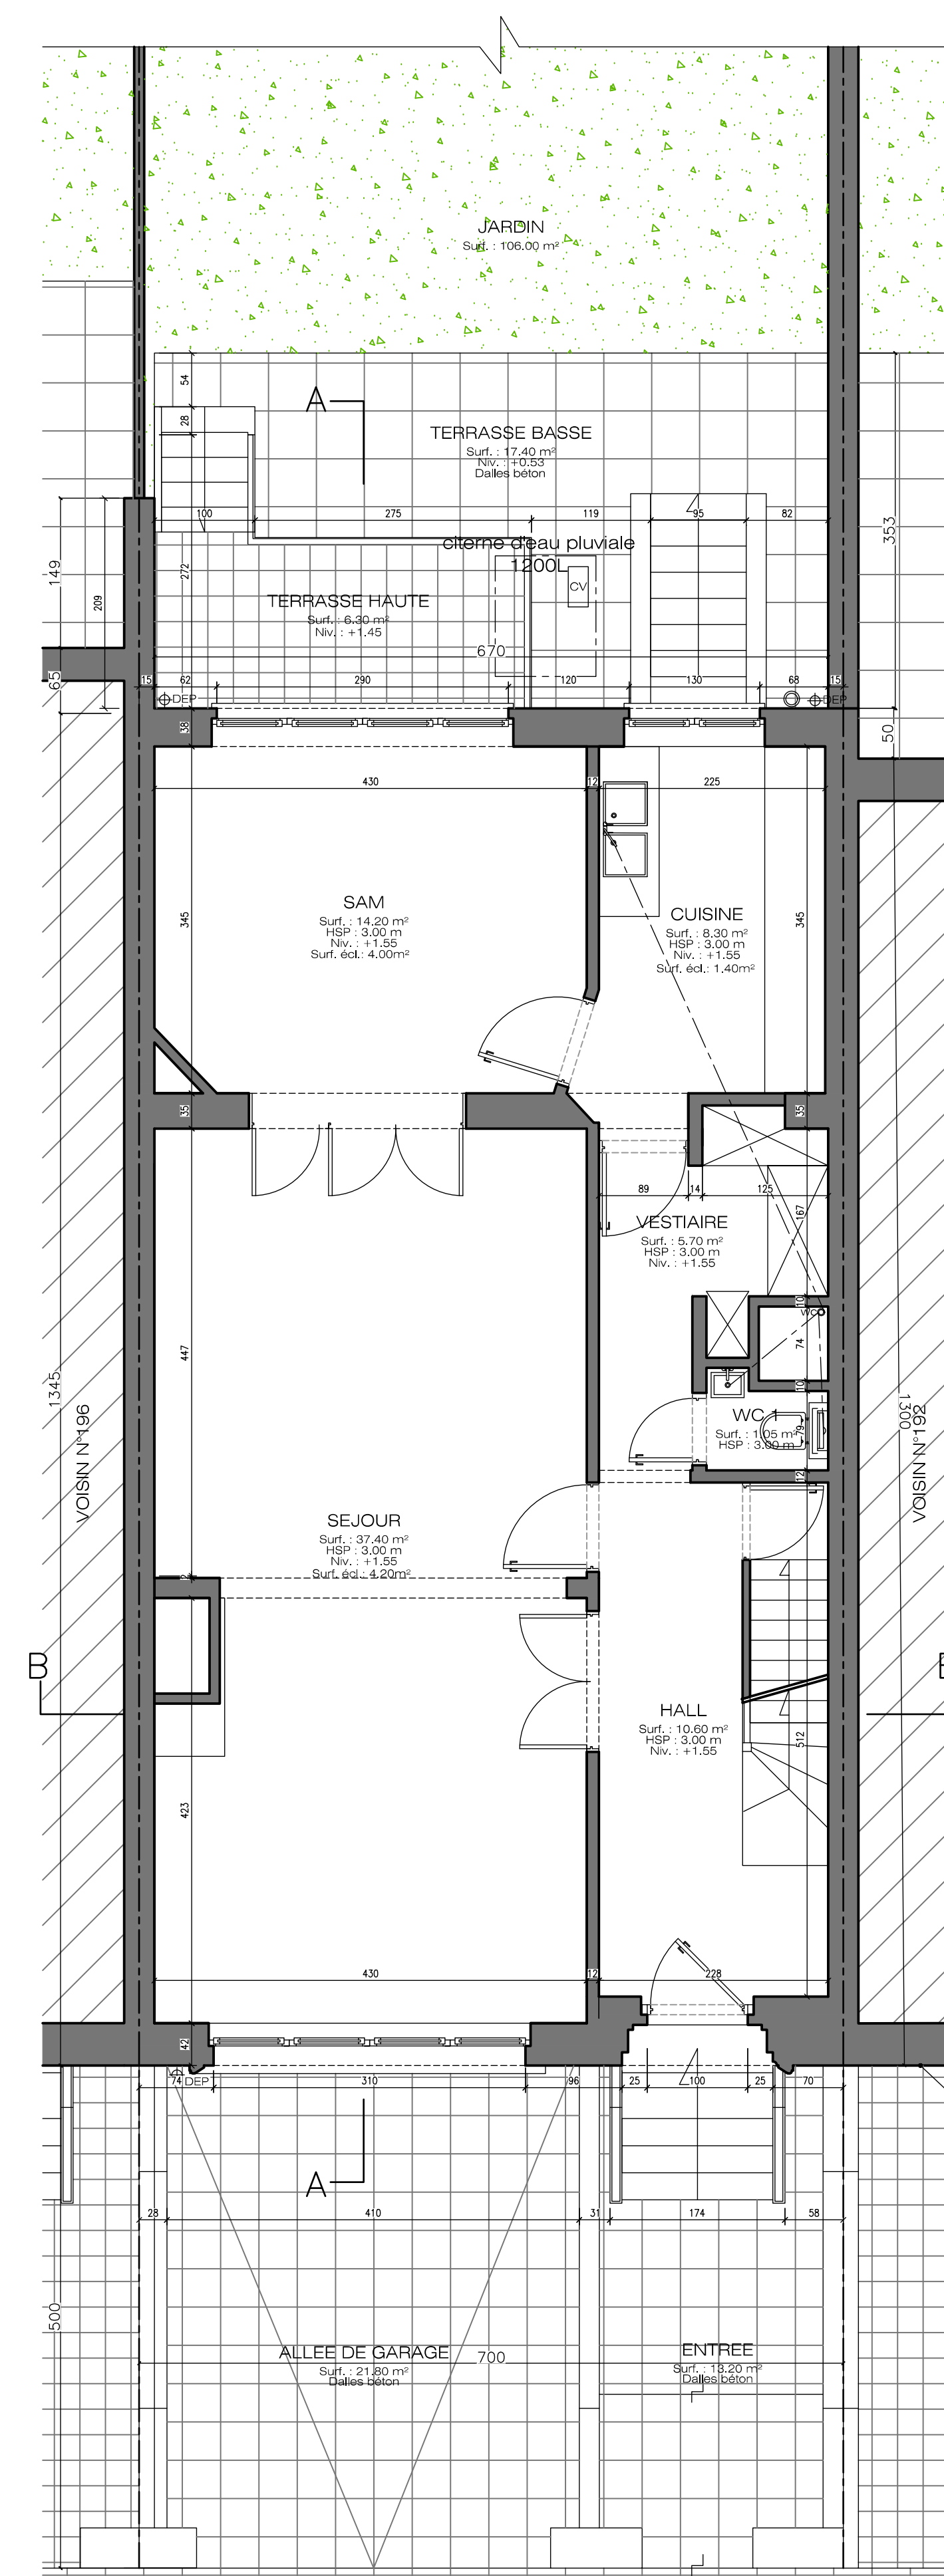 JARDIN
Surf. : 106.00 m²
A
54
28
TERRASSE BASSE
Surf. : 17.40 m²
Niv. : +0.53
Dalles béton
100
275
119
95
82
353
149
209
272
citerne d'eau pluviale
1200L
CV
TERRASSE HAUTE
Surf. : 6.30 m²
Niv. : +1.45
670
65
15
62
290
120
130
68
15
DEP
DEP
38
50
430
12
225
345
SAM
Surf. : 14.20 m²
HSP : 3.00 m
Niv. : +1.55
Surf. écl.: 4.00m²
CUISINE
Surf. : 8.30 m²
HSP : 3.00 m
Niv. : +1.55
Surf. écl.: 1.40m²
345
35
35
89
14
125
167
VESTIAIRE
Surf. : 5.70 m²
HSP : 3.00 m
Niv. : +1.55
10
WC
74
447
10
1345
VOISIN N°196
1300
VOISIN N°192
WC 1
Surf. : 1.05 m²
HSP : 3.00 m
79
12
SEJOUR
Surf. : 37.40 m²
HSP : 3.00 m
Niv. : +1.55
Surf. écl.: 4.20m²
B
HALL
Surf. : 10.60 m²
HSP : 3.00 m
Niv. : +1.55
512
423
430
12
228
42
74
DEP
310
96
25
100
25
70
A
28
410
31
174
58
500
ALLEE DE GARAGE
Surf. : 21.80 m²
Dalles béton
700
ENTREE
Surf. : 13.20 m²
Dalles béton